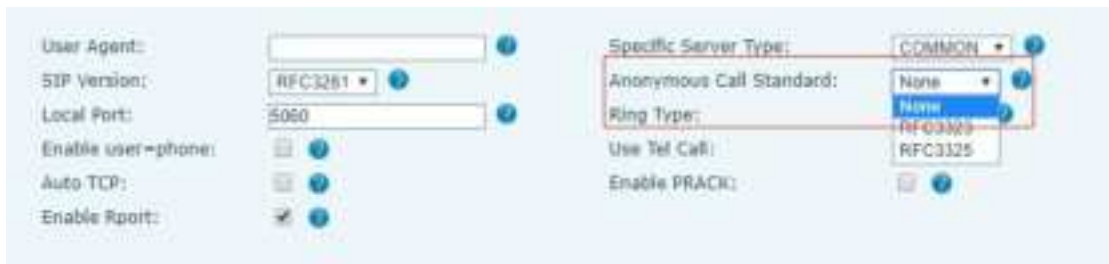 User Agent:
Specific Server Type: COMMON
SIP Version: RFC3261
Anonymous Call Standard: None
Local Port: 5060
Ring Type: None
RFC3323
Enable user=phone:
Use Tel Call: RFC3325
Auto TCP:
Enable PRACK:
Enable Rport: